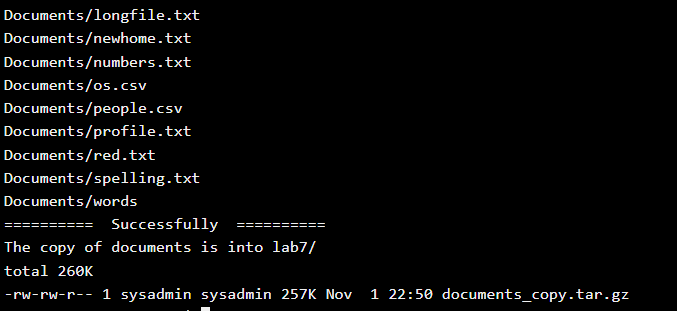 Documents/longfile.txt
Documents/newhome.txt
Documents/numbers.txt
Documents/os.csv
Documents/people.csv
Documents/profile.txt
Documents/red.txt
Documents/spelling.txt
Documents/words
==========  Successfully  ==========
The copy of documents is into lab7/
total 260K
-rw-rw-r-- 1 sysadmin sysadmin 257K Nov  1 22:50 documents_copy.tar.gz